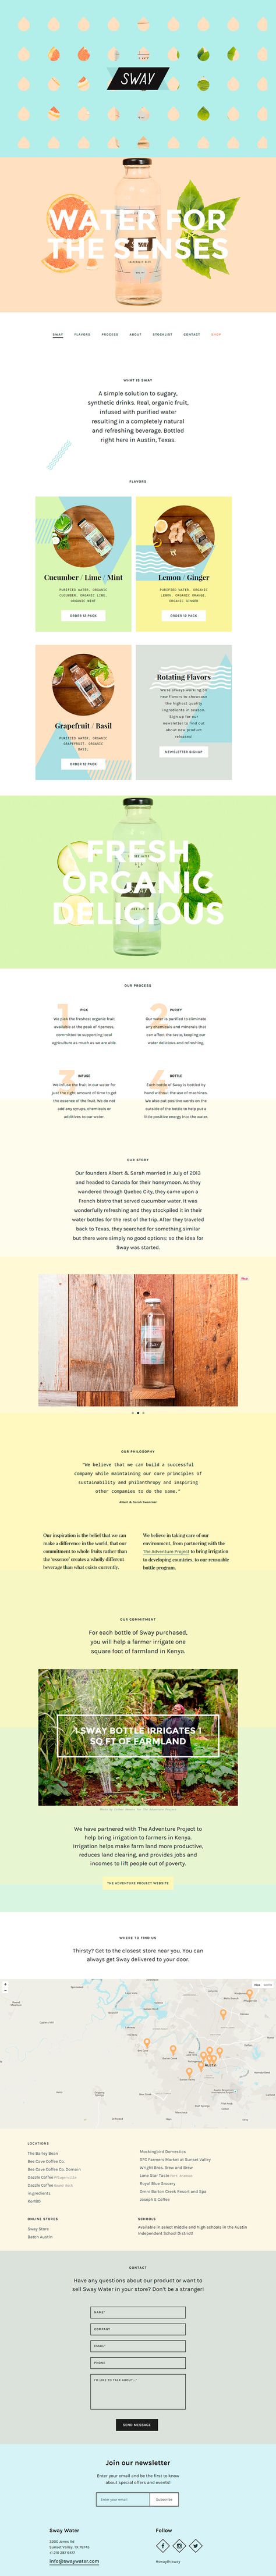 SWAY
WATER FOR
THE SENSES
SWAY FLAVORS PROCESS ABOUT STOCKLIST CONTACT SHOP
WHAT IS SWAY
A simple solution to sugary,
synthetic drinks. Real, organic fruit,
infused with purified water
resulting in a completely natural
and refreshing beverage. Bottled
right here in Austin, Texas.
FLAVORS
Cucumber / Lime / Mint
PURIFIED WATER, ORGANIC
CUCUMBER, ORGANIC LIME,
ORGANIC MINT
ORDER 12 PACK
Lemon / Ginger
PURIFIED WATER, ORGANIC
LEMON, ORGANIC ORANGE,
ORGANIC GINGER
ORDER 12 PACK
Grapefruit / Basil
PURIFIED WATER, ORGANIC
GRAPEFRUIT, ORGANIC
BASIL
ORDER 12 PACK
Rotating Flavors
We're always working on
new flavors to showcase
the highest quality
ingredients in season.
Sign up for our
newsletter to find out
about new product
releases!
NEWSLETTER SIGNUP
FRESH
ORGANIC
DELICIOUS
OUR PROCESS
1 PICK
We pick the freshest organic fruit
available at the peak of ripeness,
committed to supporting local
agriculture as much as we are able.
2 PURIFY
Our water is purified to eliminate
any chemicals and minerals that
can affect the taste, keeping our
water delicious and refreshing.
3 INFUSE
We infuse the fruit in our water for
just the right amount of time to get
the essence of the fruit. We do not
add any syrups, chemicals or
additives to our water.
4 BOTTLE
Each bottle of Sway is bottled by
hand without the use of machines.
We also put positive words on the
outside of the bottle to help put a
little positive energy into the water.
OUR STORY
Our founders Albert & Sarah married in July of 2013
and headed to Canada for their honeymoon. As they
wandered through Quebec City, they came upon a
French bistro that served cucumber water. It was
wonderfully refreshing and they stockpiled it in their
water bottles for the rest of the trip. After they traveled
back to Texas, they searched for something similar
but there were simply no good options; so the idea for
Sway was started.
OUR PHILOSOPHY
"We believe that we can build a successful
company while maintaining our core principles of
sustainability and philanthropy and inspiring
other companies to do the same."
Our inspiration is the belief that we can
make a difference in the world, that our
commitment to whole fruits rather than
the 'essence' creates a wholly different
beverage than what exists currently.
We believe in taking care of our
environment, from partnering with the
The Adventure Project to bring irrigation
to developing countries, to our reusable
bottle program.
OUR COMMITMENT
For each bottle of Sway purchased,
you will help a farmer irrigate one
square foot of farmland in Kenya.
1 SWAY BOTTLE IRRIGATES 1
SQ FT OF FARMLAND
We have partnered with The Adventure Project to
help bring irrigation to farmers in Kenya.
Irrigation helps make farm land more productive,
reduces land clearing, and provides jobs and
incomes to lift people out of poverty.
THE ADVENTURE PROJECT WEBSITE
WHERE TO FIND US
Thirsty? Get to the closest store near you. You can
always get Sway delivered to your door.
LOCATIONS
The Barley Bean
Bee Cave Coffee Co.
Bee Cave Coffee Co. Domain
Dazzle Coffee Pflugerville
Dazzle Coffee Round Rock
Ingredients
KerBID
Mockingbird Domestics
SFC Farmers Market at Sunset Valley
Wright Bros. Brew and Brew
Lone Star Taste
Royal Blue Grocery
Omni Barton Creek Resort and Spa
Joseph E Coffee
ONLINE STORES
Sway Store
Batch Austin
SCHOOLS
Available in select middle and high schools in the Austin
Independent School District!
CONTACT
Have any questions about our product or want to
sell Sway Water in your store? Don't be a stranger!
NAME*
COMPANY
EMAIL*
PHONE
I'D LIKE TO TALK ABOUT...*
SEND MESSAGE
Join our newsletter
Enter your email and be the first to know
about special offers and events!
Enter your email Subscribe
Sway Water
Sunset Valley, TX 78745
info@swaywater.com
Follow